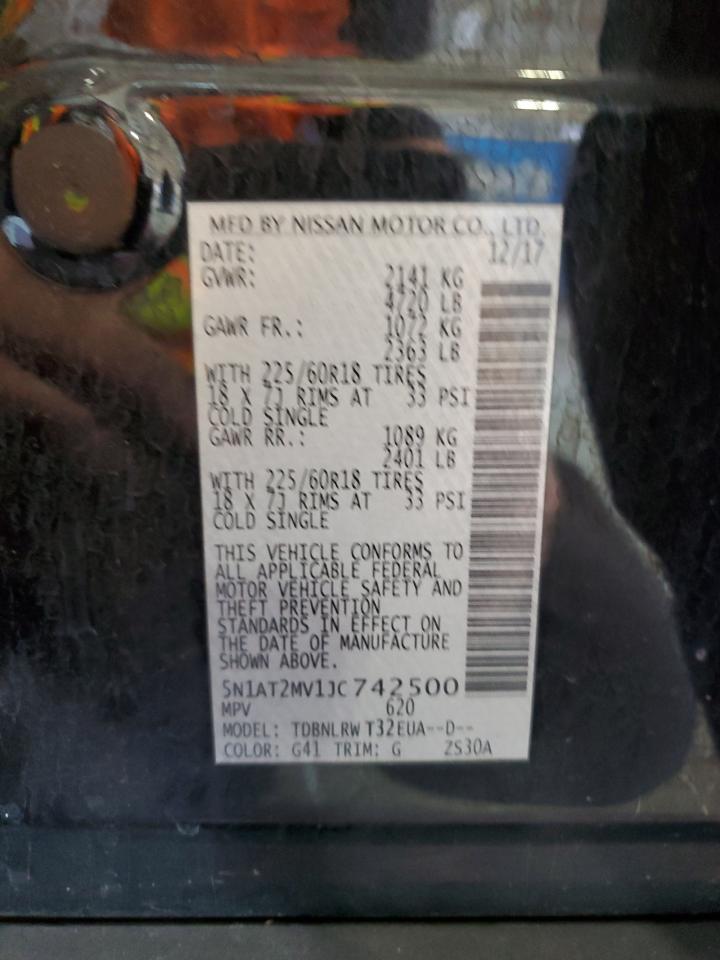 MFD BY NISSAN MOTOR CO., LTD.
DATE: 12/17
GVWR: 2141 KG
4720 LB
GAWR FR.: 1072 KG
2363 LB
WITH 225/60R18 TIRES
18 X 7J RIMS AT 33 PSI
COLD SINGLE
GAWR RR.: 1089 KG
2401 LB
WITH 225/60R18 TIRES
18 X 7J RIMS AT 33 PSI
COLD SINGLE
THIS VEHICLE CONFORMS TO
ALL APPLICABLE FEDERAL
MOTOR VEHICLE SAFETY AND
THEFT PREVENTION
STANDARDS IN EFFECT ON
THE DATE OF MANUFACTURE
SHOWN ABOVE.
5N1AT2MV1JC742500
MPV 620
MODEL: TDBNLRW T32EUA--D--
COLOR: G41 TRIM: G ZS30A